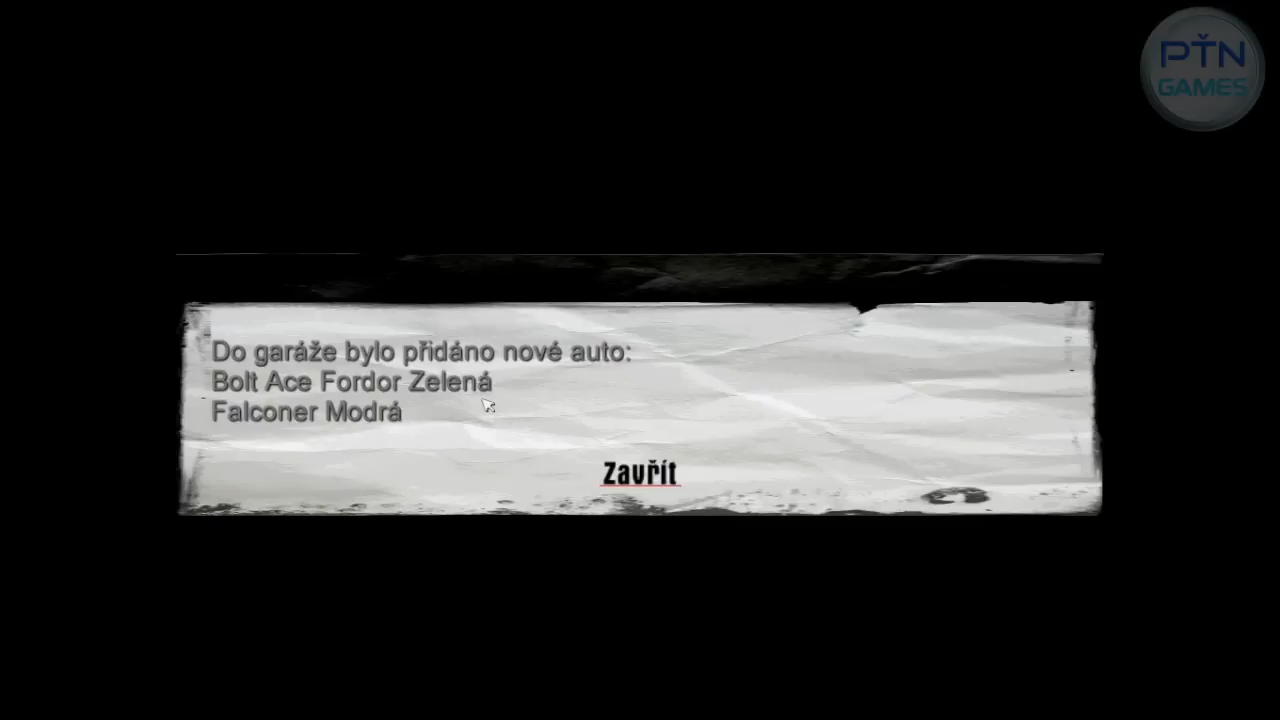 PŤN
GAMES
Do garáže bylo přidáno nové auto:
Bolt Ace Fordor Zelená
Falconer Modrá
Zavřít